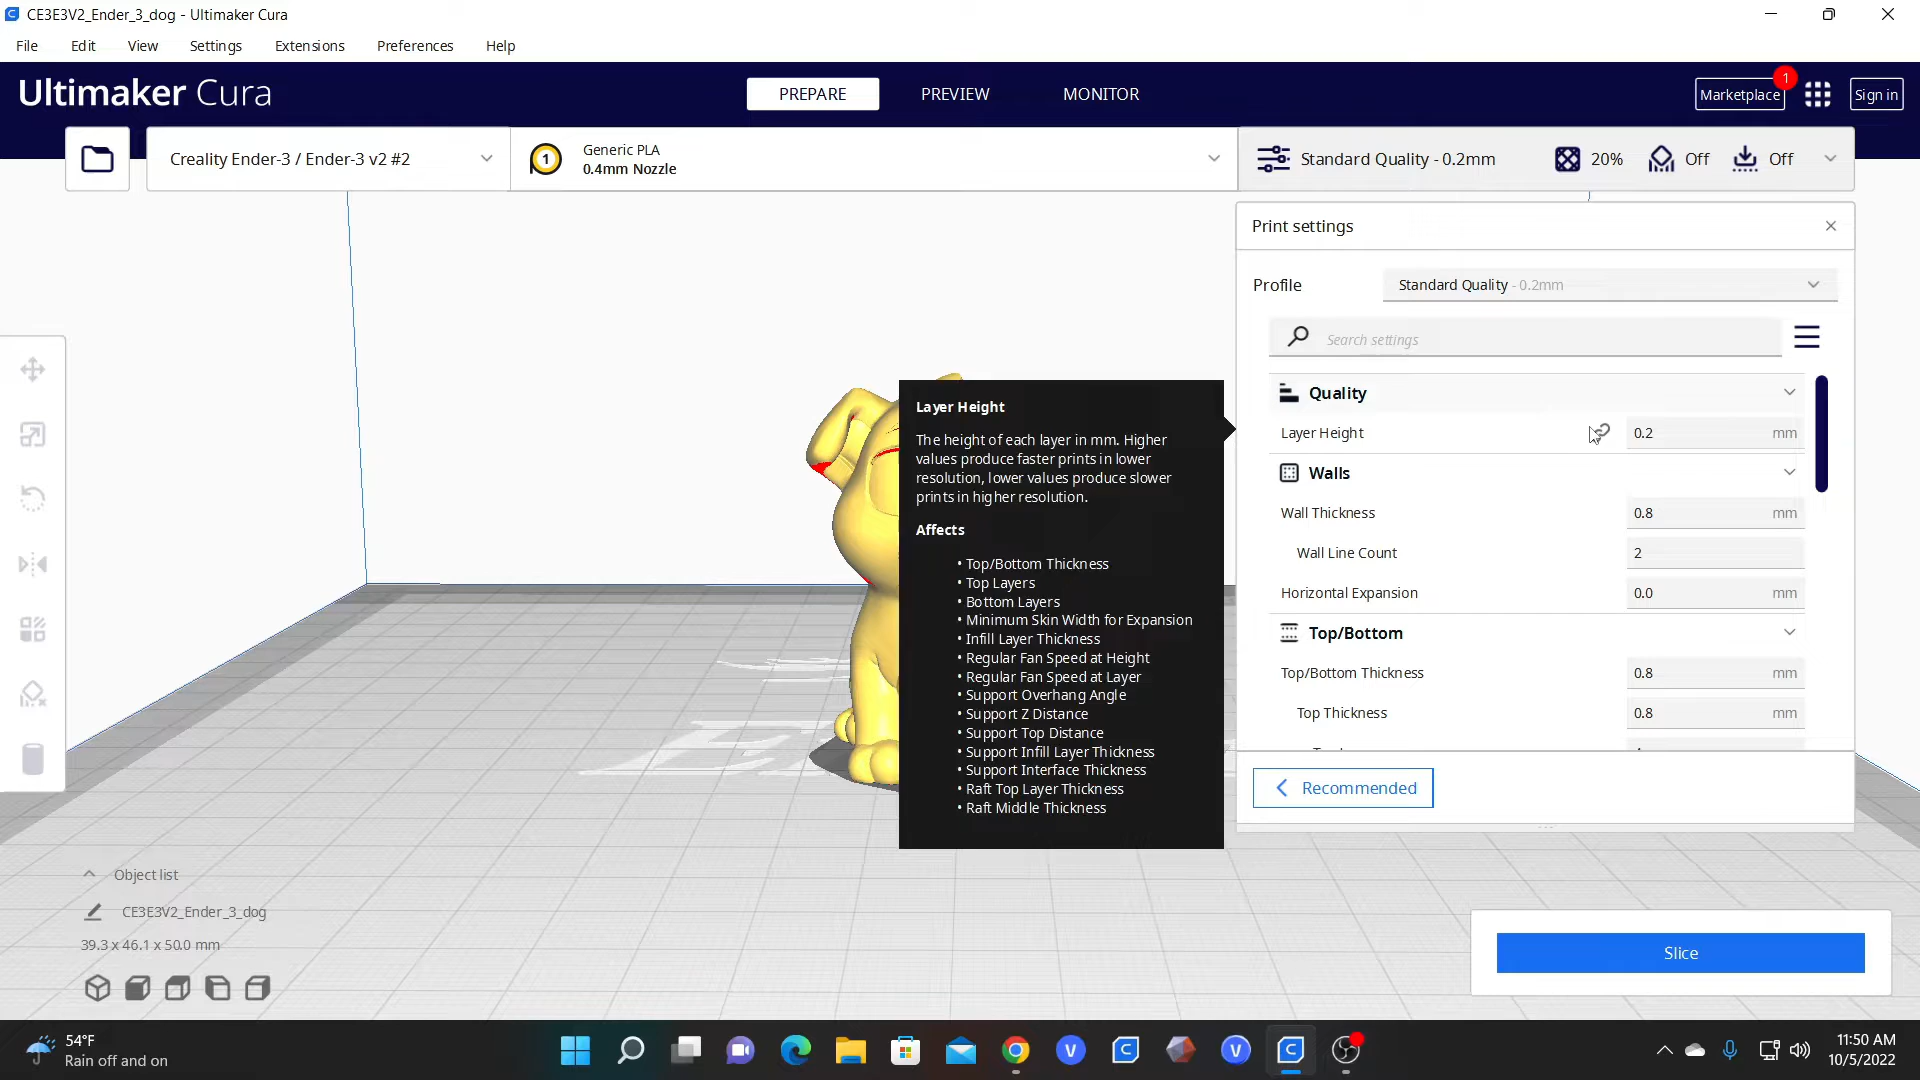 CE3E3V2_Ender_3_dog - Ultimaker Cura
File Edit View Settings Extensions Preferences Help
Ultimaker Cura
PREPARE PREVIEW MONITOR
Marketplace 1
Sign in
Creality Ender-3 / Ender-3 v2 #2
1
Generic PLA
0.4mm Nozzle
Standard Quality - 0.2mm 20% Off Off
Print settings
Profile Standard Quality - 0.2mm
Search settings
Quality
Layer Height 0.2 mm
Walls
Wall Thickness 0.8 mm
Wall Line Count 2
Horizontal Expansion 0.0 mm
Top/Bottom
Top/Bottom Thickness 0.8 mm
Top Thickness 0.8 mm
Recommended
Layer Height
The height of each layer in mm. Higher
values produce faster prints in lower
resolution, lower values produce slower
prints in higher resolution.
Affects
• Top/Bottom Thickness
• Top Layers
• Bottom Layers
• Minimum Skin Width for Expansion
• Infill Layer Thickness
• Regular Fan Speed at Height
• Regular Fan Speed at Layer
• Support Overhang Angle
• Support Z Distance
• Support Top Distance
• Support Infill Layer Thickness
• Support Interface Thickness
• Raft Top Layer Thickness
• Raft Middle Thickness
Object list
CE3E3V2_Ender_3_dog
39.3 x 46.1 x 50.0 mm
Slice
54°F
Rain off and on
11:50 AM
10/5/2022